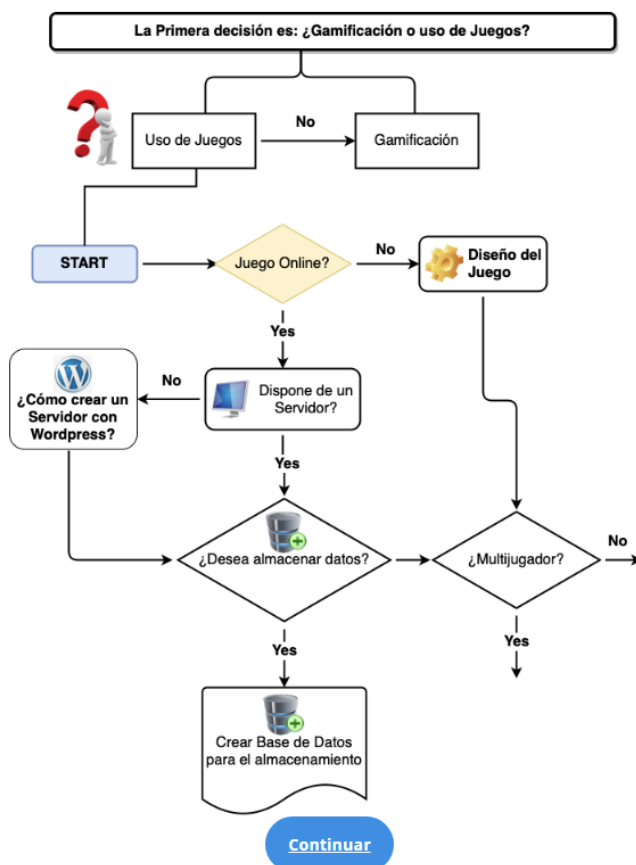 La Primera decisión es: ¿Gamificación o uso de Juegos?
Uso de Juegos
No
Gamificación
START
Juego Online?
No
Diseño del
Juego
Yes
¿Cómo crear un
Servidor con
Wordpress?
No
Dispone de un
Servidor?
Yes
¿Desea almacenar datos?
¿Multijugador?
No
Yes
Yes
Crear Base de Datos
para el almacenamiento
Continuar